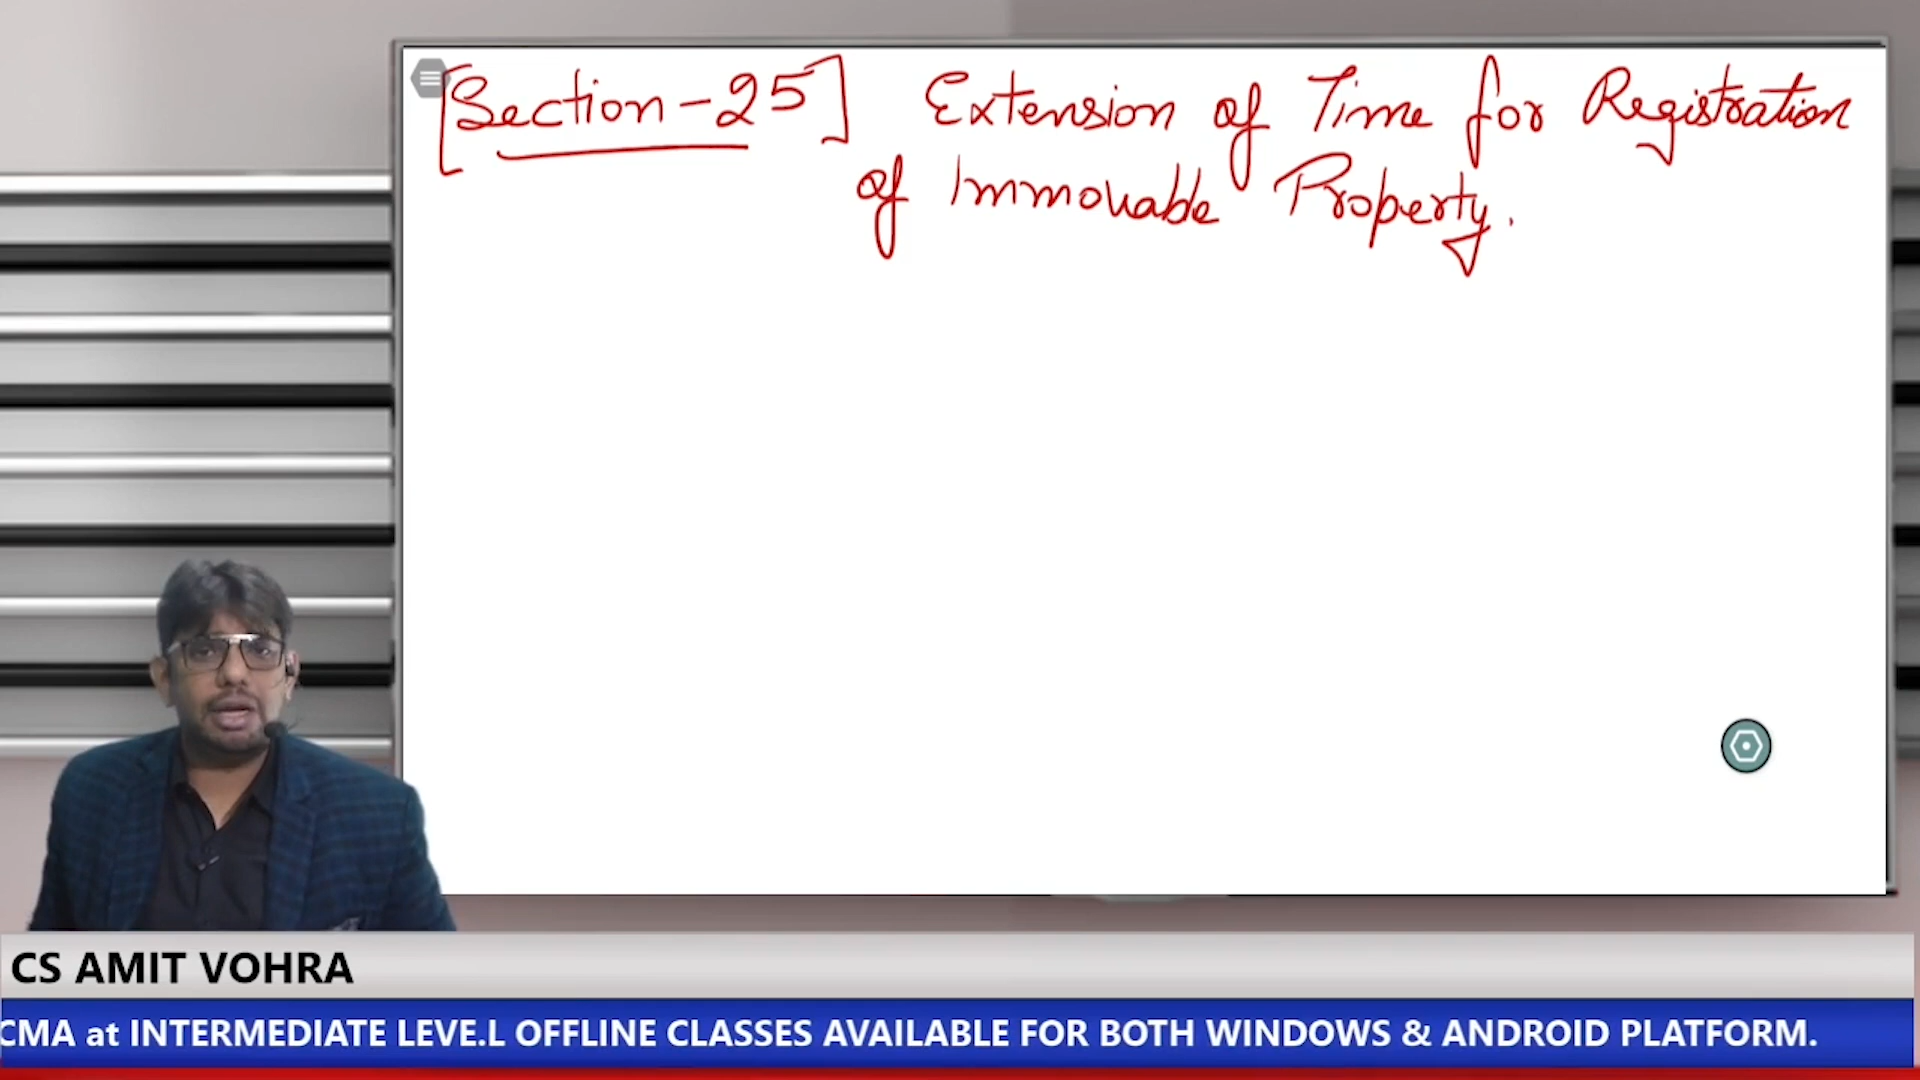 [Section-25] Extension of Time for Registration
of Immovable Property.
CS AMIT VOHRA
CMA at INTERMEDIATE LEVE.L OFFLINE CLASSES AVAILABLE FOR BOTH WINDOWS & ANDROID PLATFORM.